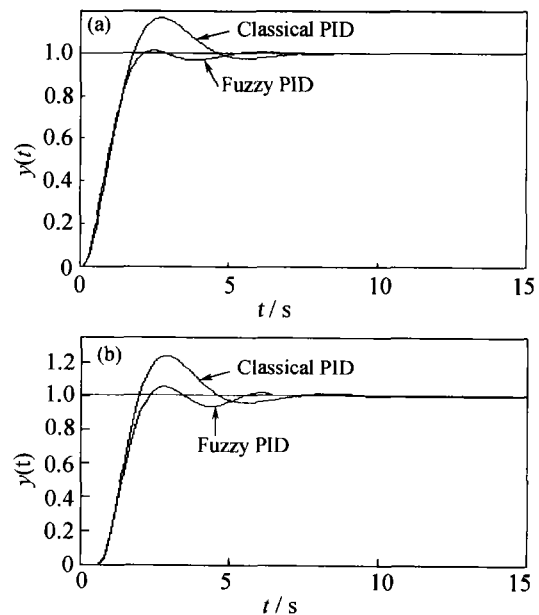 (a)
Classical PID
Fuzzy PID
y(t)
1.0
0.8
0.6
0.4
0.2
0
0
5
10
15
t / s
(b)
Classical PID
Fuzzy PID
y(t)
1.2
1.0
0.8
0.6
0.4
0.2
0
0
5
10
15
t / s